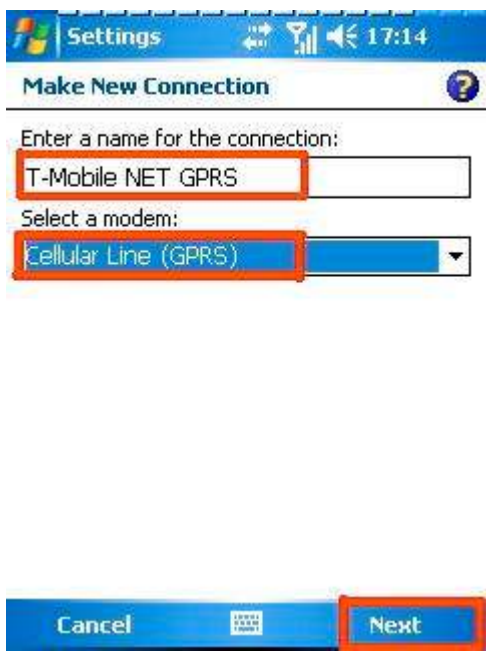 Settings 17:14
Make New Connection ?
Enter a name for the connection:
T-Mobile NET GPRS
Select a modem:
Cellular Line (GPRS)
Cancel Next